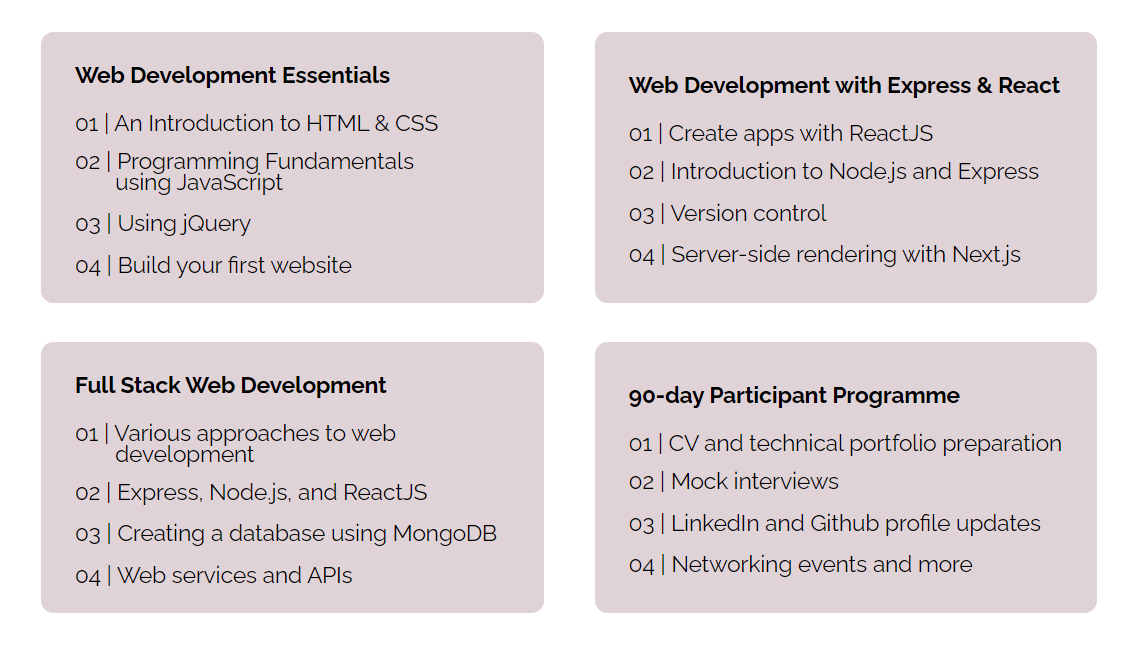 Web Development Essentials
01 | An Introduction to HTML & CSS
02 | Programming Fundamentals
using JavaScript
03 | Using jQuery
04 | Build your first website
Web Development with Express & React
01 | Create apps with ReactJS
02 | Introduction to Node.js and Express
03 | Version control
04 | Server-side rendering with Next.js
Full Stack Web Development
01 | Various approaches to web
development
02 | Express, Node.js, and ReactJS
03 | Creating a database using MongoDB
04 | Web services and APIs
90-day Participant Programme
01 | CV and technical portfolio preparation
02 | Mock interviews
03 | LinkedIn and Github profile updates
04 | Networking events and more